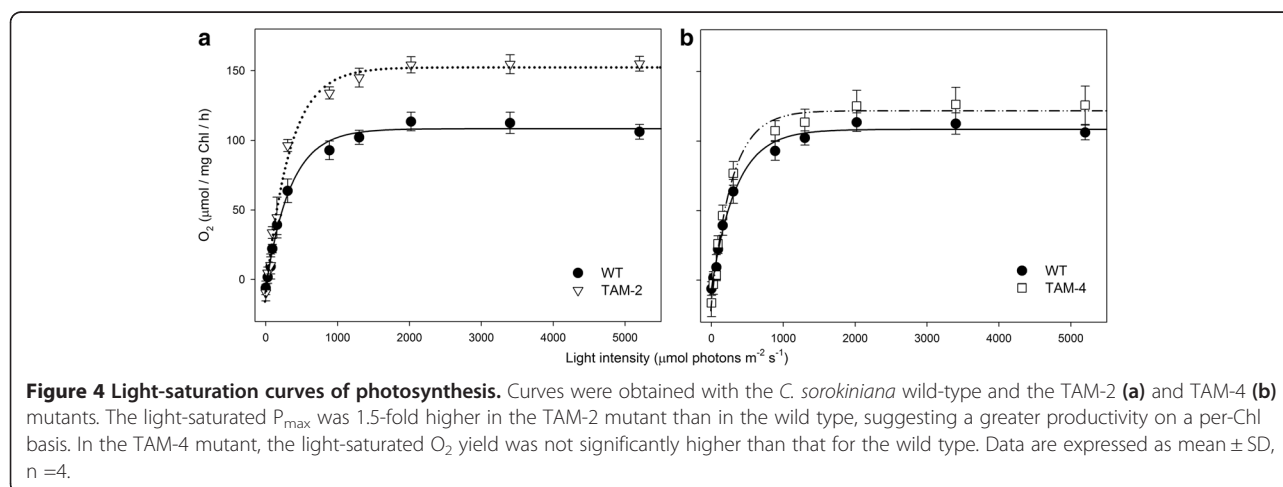 a
b
150
100
50
0
O2 (μmol / mg Chl / h)
WT
TAM-2
WT
TAM-4
0 1000 2000 3000 4000 5000
0 1000 2000 3000 4000 5000
Light intensity (μmol photons m-2 s-1)
Figure 4 Light-saturation curves of photosynthesis. Curves were obtained with the C. sorokiniana wild-type and the TAM-2 (a) and TAM-4 (b)
mutants. The light-saturated Pmax was 1.5-fold higher in the TAM-2 mutant than in the wild type, suggesting a greater productivity on a per-Chl
basis. In the TAM-4 mutant, the light-saturated O2 yield was not significantly higher than that for the wild type. Data are expressed as mean ± SD,
n =4.